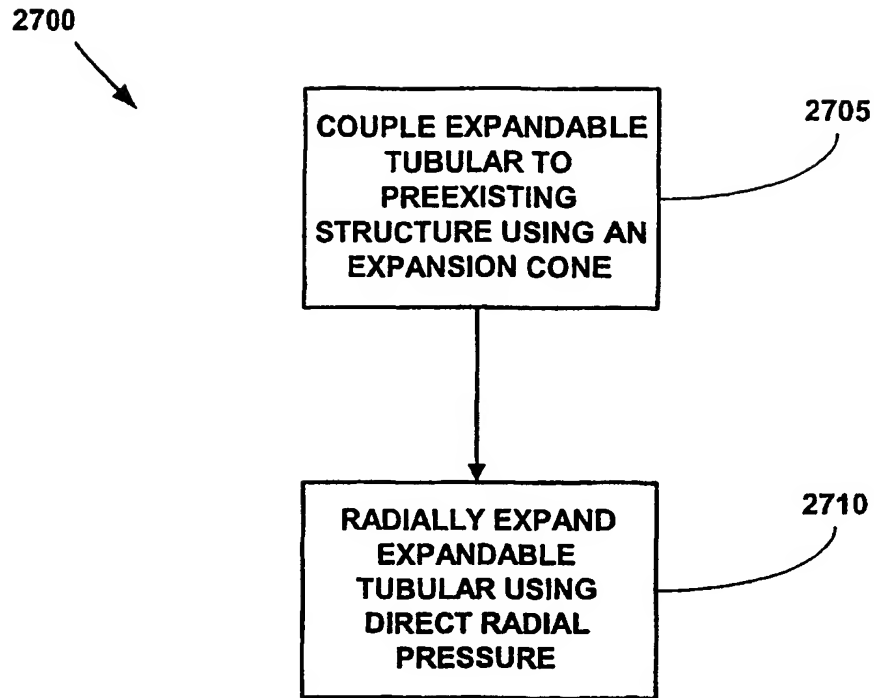 2700
2705
COUPLE EXPANDABLE
TUBULAR TO
PREEXISTING
STRUCTURE USING AN
EXPANSION CONE
2710
RADIALLY EXPAND
EXPANDABLE
TUBULAR USING
DIRECT RADIAL
PRESSURE